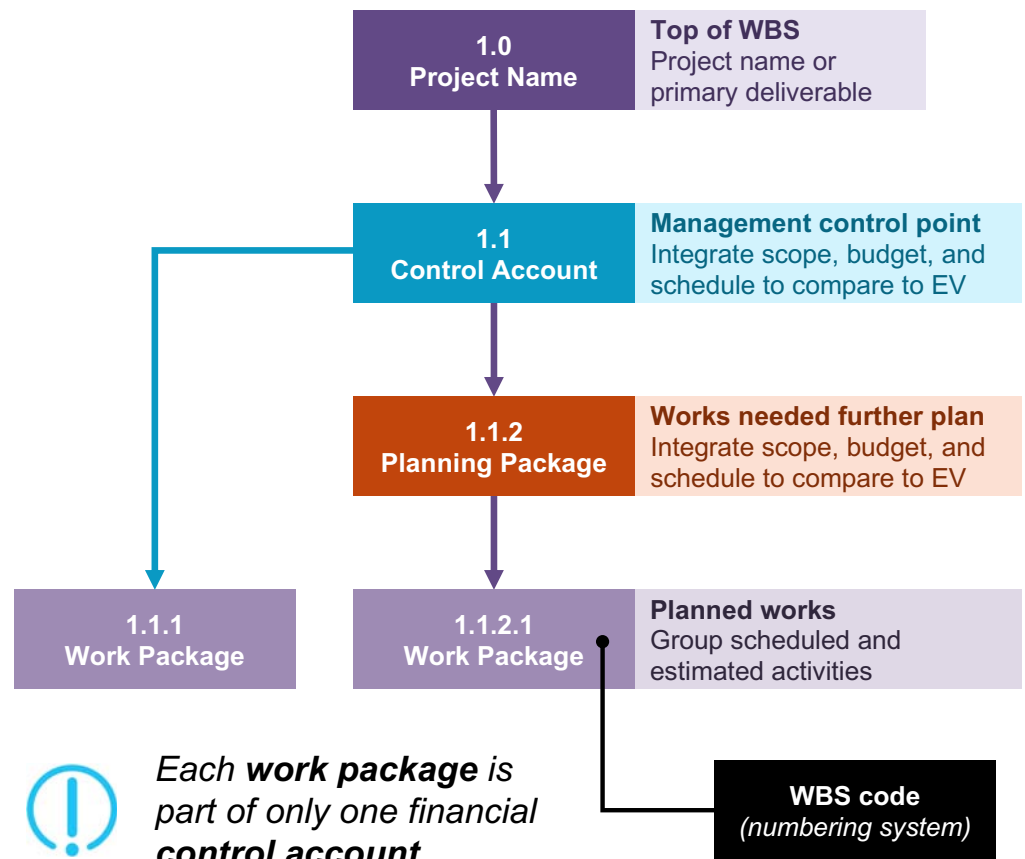 1.0
Project Name
Top of WBS
Project name or
primary deliverable
1.1
Control Account
Management control point
Integrate scope, budget, and
schedule to compare to EV
1.1.2
Planning Package
Works needed further plan
Integrate scope, budget, and
schedule to compare to EV
1.1.1
Work Package
1.1.2.1
Work Package
Planned works
Group scheduled and
estimated activities
Each work package is
part of only one financial
control account
WBS code
(numbering system)